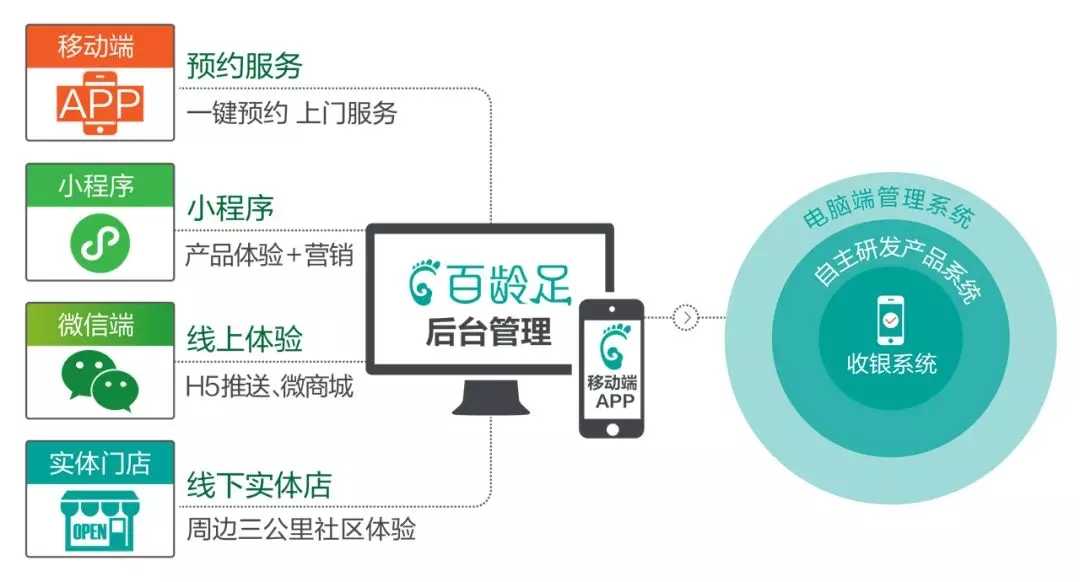 移动端
APP
预约服务
一键预约 上门服务
小程序
小程序
产品体验+营销
微信端
线上体验
H5推送、微商城
实体门店
OPEN
线下实体店
周边三公里社区体验
百龄足
后台管理
移动端
APP
电脑端管理系统
自主研发产品系统
收银系统